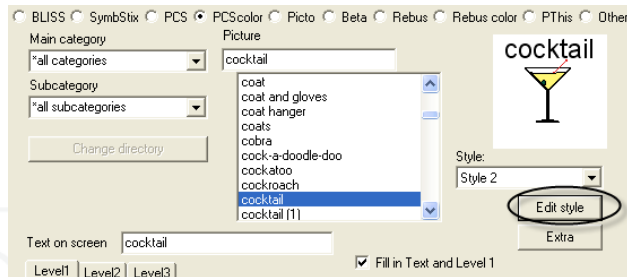 BLISS SymbStix PCS PCScolor Picto Beta Rebus Rebus color PThis Other
Main category
*all categories
Subcategory
*all subcategories
Change directory
Picture
cocktail
coat
coat and gloves
coat hanger
coats
cobra
cock-a-doodle-doo
cockatoo
cockroach
cocktail
cocktail (1)
cocktail
Style:
Style 2
Edit style
Extra
Text on screen cocktail
Fill in Text and Level 1
Level1 Level2 Level3